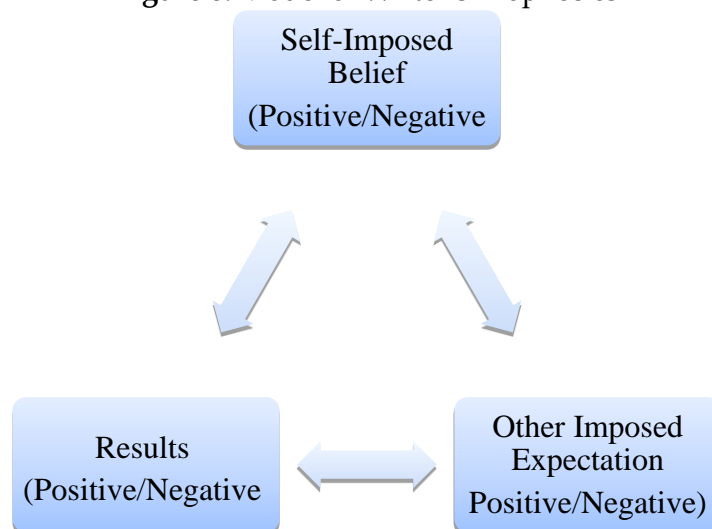 Self-Imposed
Belief
(Positive/Negative
Results
(Positive/Negative
Other Imposed
Expectation
Positive/Negative)